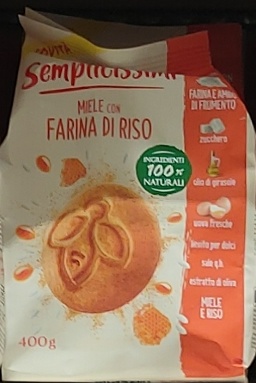 NOVITÀ
Semplicissimi
MIELE CON
FARINA DI RISO
INGREDIENTI
100%
NATURALI
400g
FARINA E AMIDO
DI FRUMENTO
zucchero
olio di girasole
uova fresche
lievito per dolci
sale q.b.
estratto di oliva
MIELE
E RISO